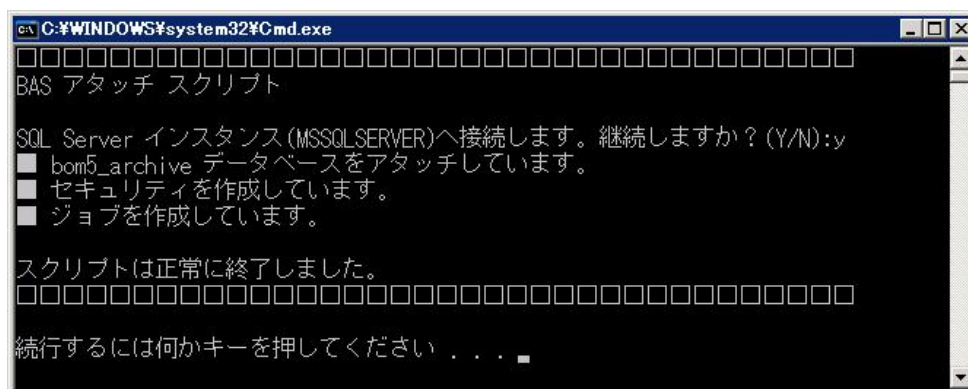 C:¥WINDOWS¥system32¥Cmd.exe
□□□□□□□□□□□□□□□□□□□□□□□□□□□□□□□□□□□□
BAS アタッチ スクリプト
SQL Server インスタンス(MSSQLSERVER)へ接続します。継続しますか？(Y/N):y
■ bom5_archive データベースをアタッチしています。
■ セキュリティを作成しています。
■ ジョブを作成しています。
スクリプトは正常に終了しました。
□□□□□□□□□□□□□□□□□□□□□□□□□□□□□□□□□□□□
続行するには何かキーを押してください . . .